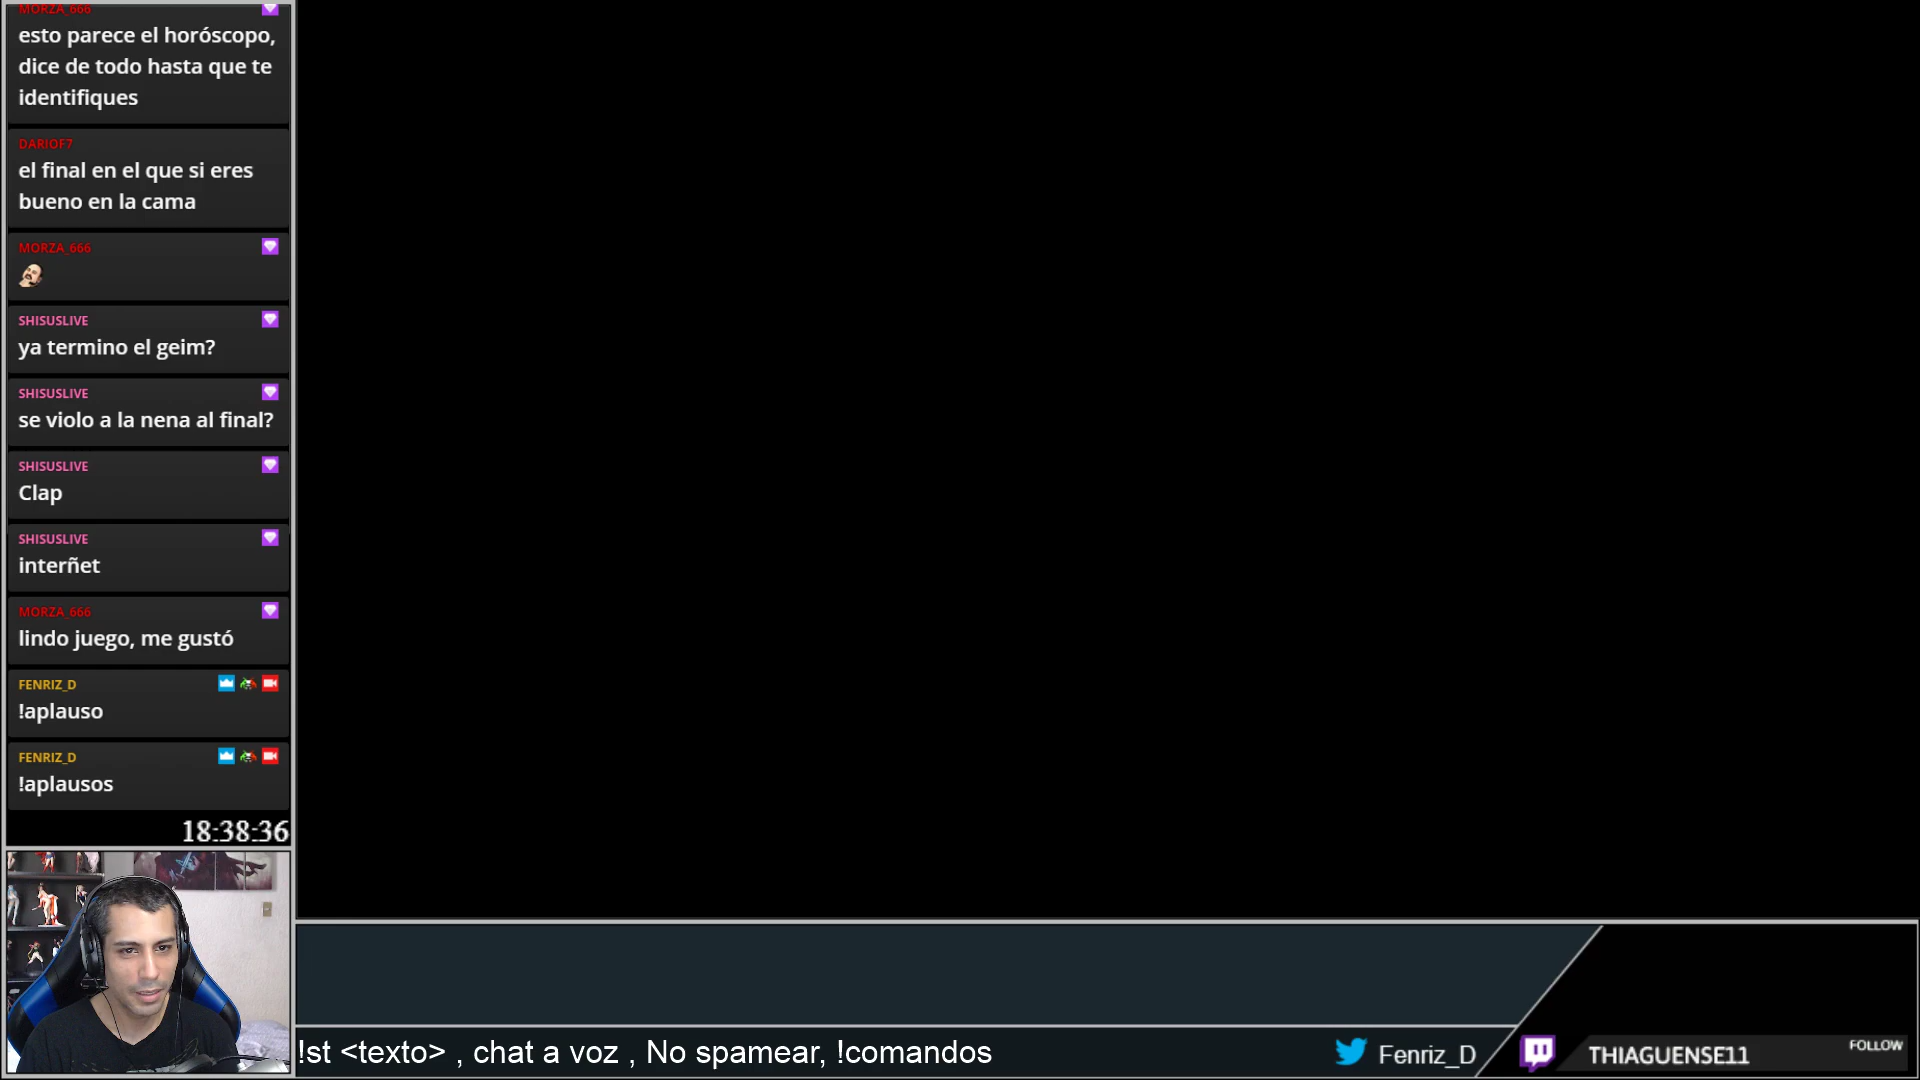 MORZA_666
esto parece el horóscopo,
dice de todo hasta que te
identifiques
DARIOF7
el final en el que si eres
bueno en la cama
MORZA_666
SHISUSLIVE
ya termino el geim?
SHISUSLIVE
se violo a la nena al final?
SHISUSLIVE
Clap
SHISUSLIVE
interñet
MORZA_666
lindo juego, me gustó
FENRIZ_D
!aplauso
FENRIZ_D
!aplausos
18:38:36
!st <texto> , chat a voz , No spamear, !comandos
Fenriz_D
THIAGUENSE11
FOLLOW